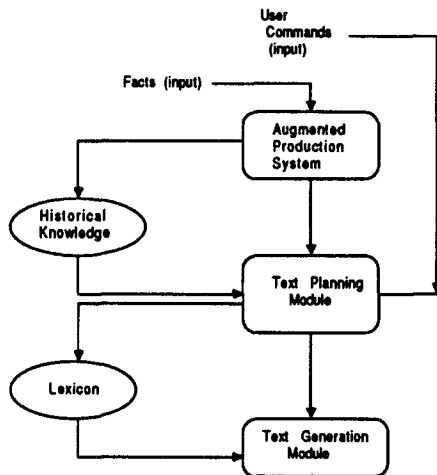 User
Commands
(input)
Facts (input)
Augmented
Production
System
Historical
Knowledge
Text Planning
Module
Lexicon
Text Generation
Module